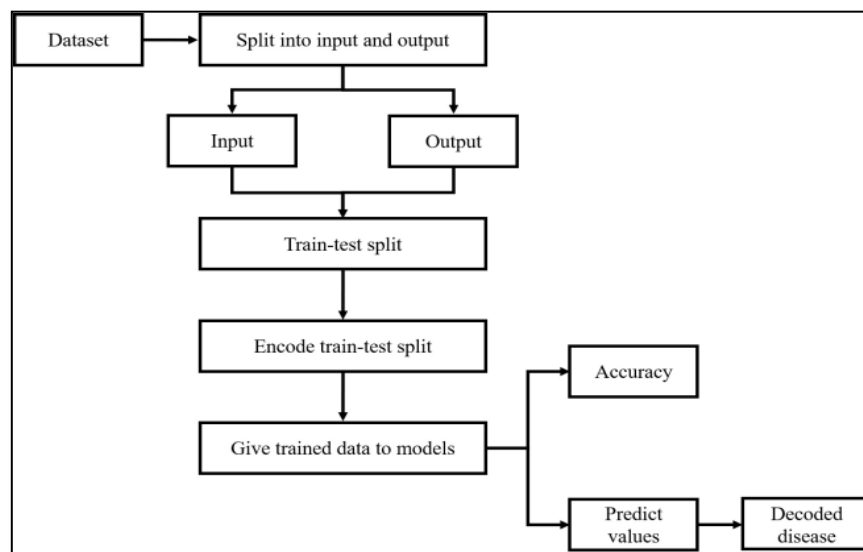 Dataset
Split into input and output
Input
Output
Train-test split
Encode train-test split
Accuracy
Give trained data to models
Predict
values
Decoded
disease